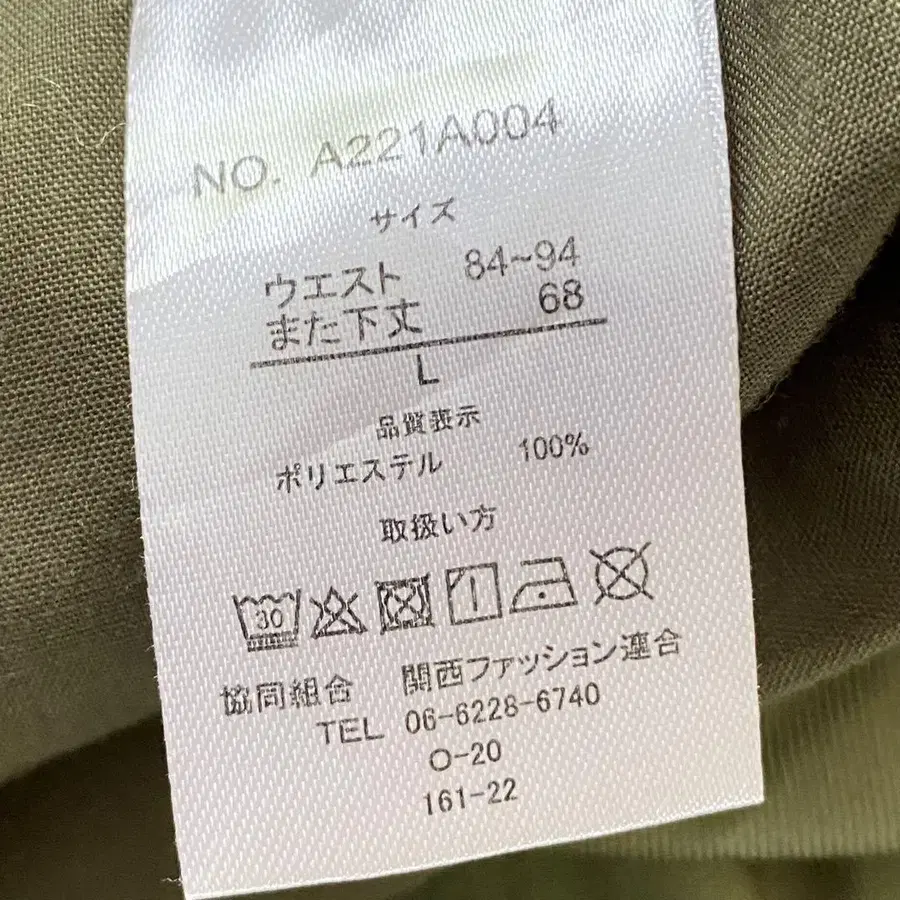 NO. A221A004
サイズ
ウエスト 84~94
また下丈 68
L
品質表示
ポリエステル 100%
取扱い方
30
協同組合 関西ファッション連合
TEL 06-6228-6740
O-20
161-22